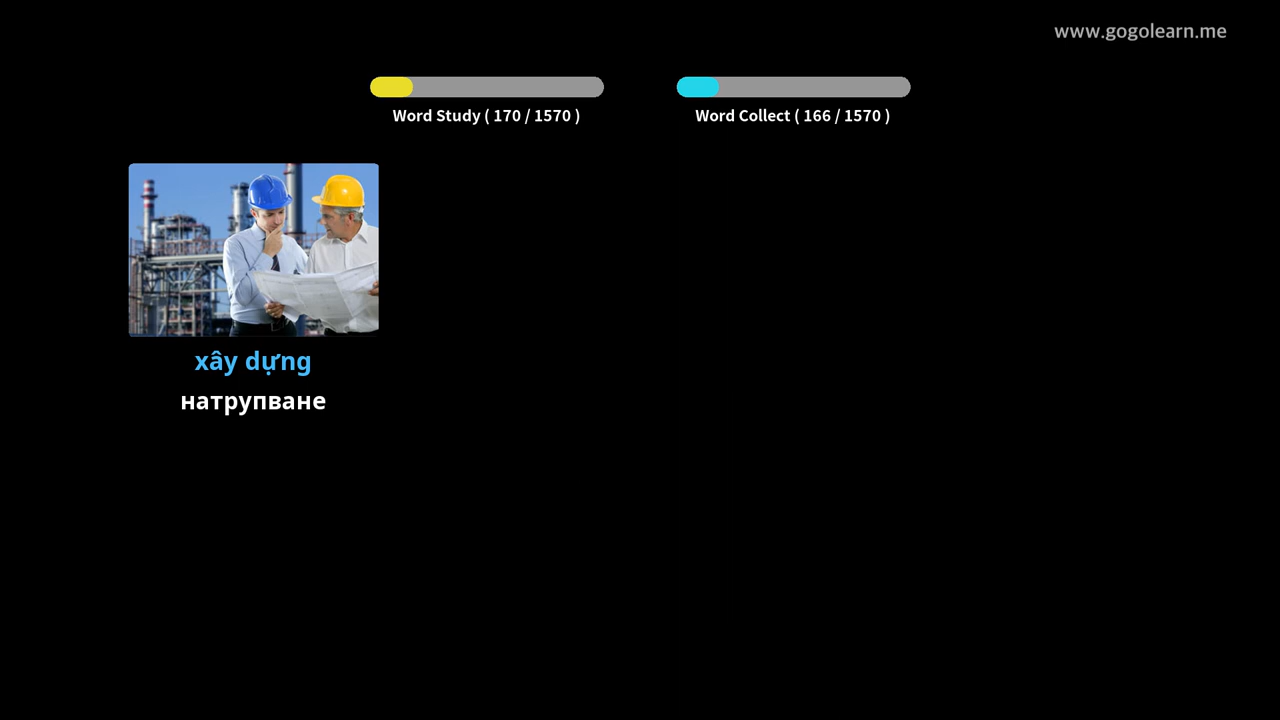 www.gogolearn.me
Word Study ( 170 / 1570 )
Word Collect ( 166 / 1570 )
xây dựng
натрупване